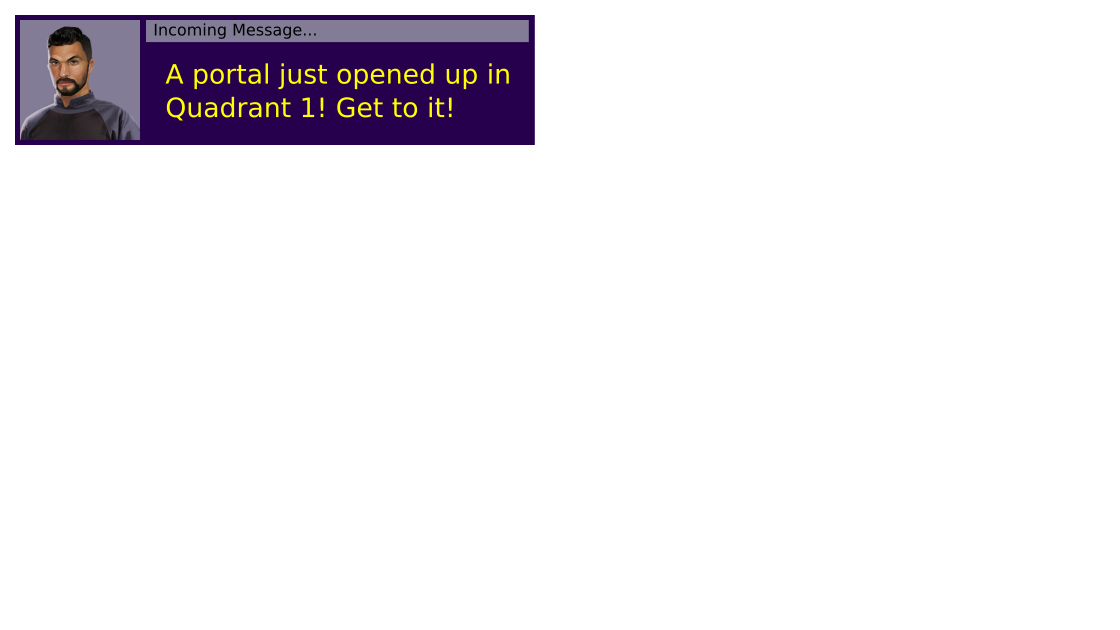 Incoming Message...
A portal just opened up in
Quadrant 1! Get to it!